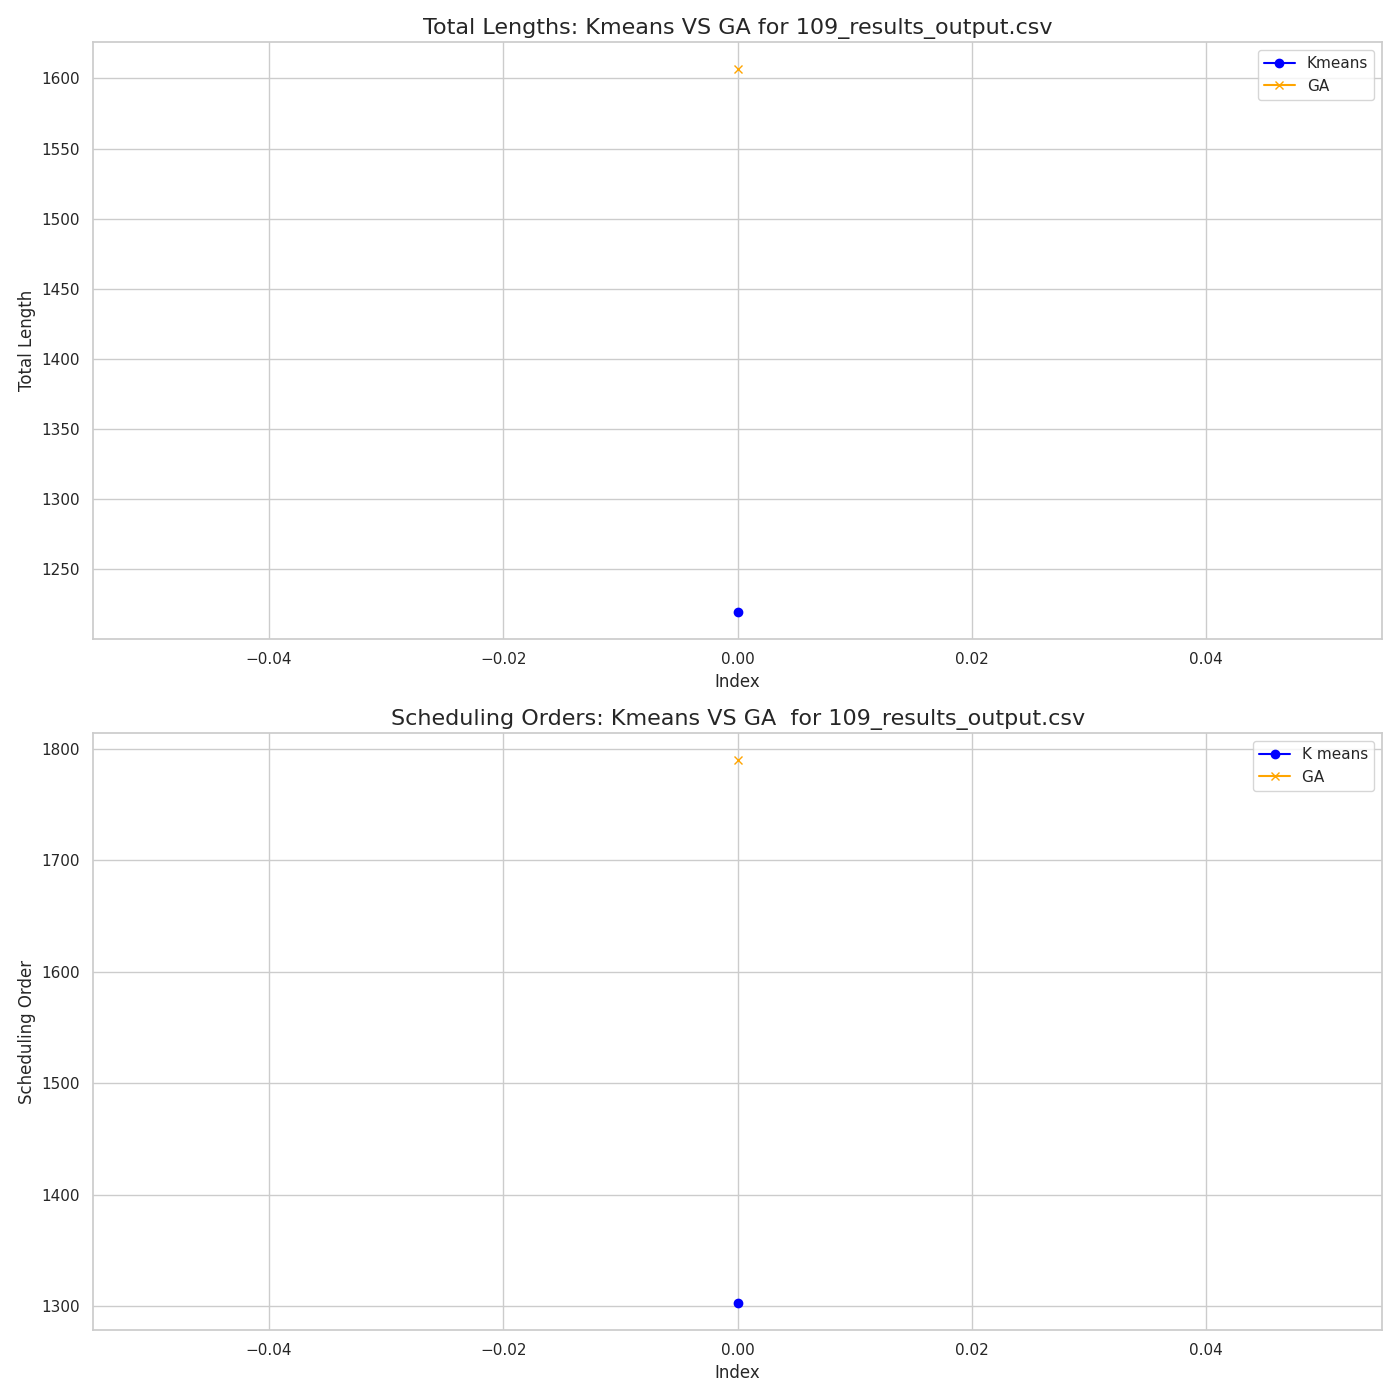 Total Lengths: Kmeans VS GA for 109_results_output.csv
Kmeans
GA
1600
1550
1500
1450
1400
1350
1300
1250
Total Length
−0.04 −0.02 0.00 0.02 0.04
Index
Scheduling Orders: Kmeans VS GA  for 109_results_output.csv
K means
GA
1800
1700
1600
1500
1400
1300
Scheduling Order
−0.04 −0.02 0.00 0.02 0.04
Index